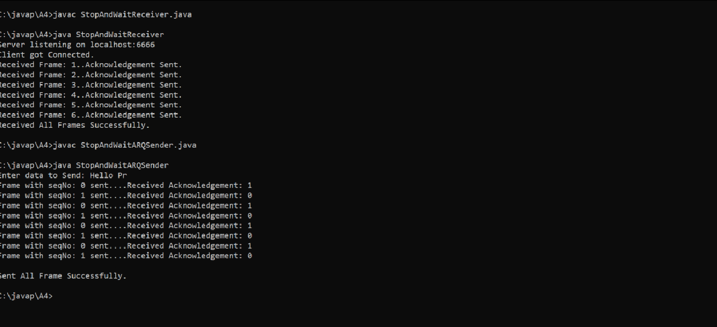 C:\javap\A4>javac StopAndWaitReceiver.java
C:\javap\A4>java StopAndWaitReceiver
Server listening on localhost:6666
Client got Connected.
Received Frame: 1..Acknowledgement Sent.
Received Frame: 2..Acknowledgement Sent.
Received Frame: 3..Acknowledgement Sent.
Received Frame: 4..Acknowledgement Sent.
Received Frame: 5..Acknowledgement Sent.
Received Frame: 6..Acknowledgement Sent.
Received All Frames Successfully.
C:\javap\A4>javac StopAndWaitARQSender.java
C:\javap\A4>java StopAndWaitARQSender
Enter data to Send: Hello Pr
Frame with seqNo: 0 sent....Received Acknowledgement: 1
Frame with seqNo: 1 sent....Received Acknowledgement: 0
Frame with seqNo: 0 sent....Received Acknowledgement: 1
Frame with seqNo: 1 sent....Received Acknowledgement: 0
Frame with seqNo: 0 sent....Received Acknowledgement: 1
Frame with seqNo: 1 sent....Received Acknowledgement: 0
Frame with seqNo: 0 sent....Received Acknowledgement: 1
Frame with seqNo: 1 sent....Received Acknowledgement: 0
Sent All Frame Successfully.
C:\javap\A4>